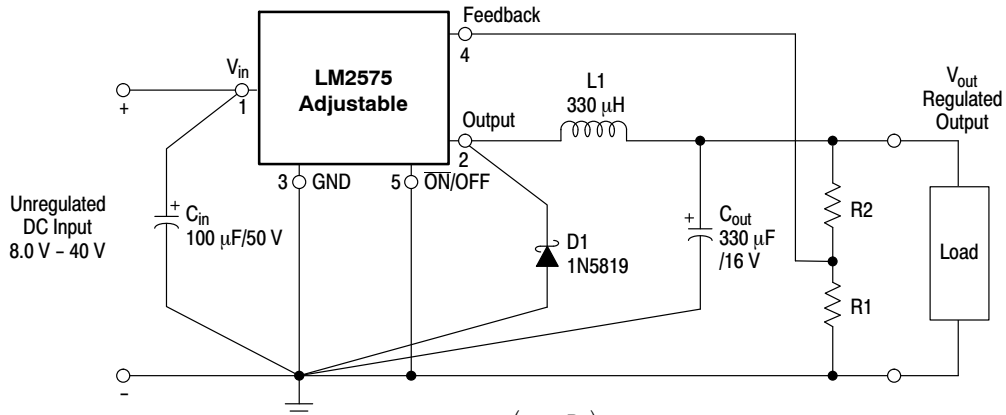 Feedback
4
V_in
1
LM2575
Adjustable
L1
330 μH
V_out
Regulated
Output
+
Output
2
3
GND
5
O̅N̅/OFF
Unregulated
DC Input
8.0 V – 40 V
+
C_in
100 μF/50 V
D1
1N5819
+
C_out
330 μF
/16 V
R2
Load
R1
-